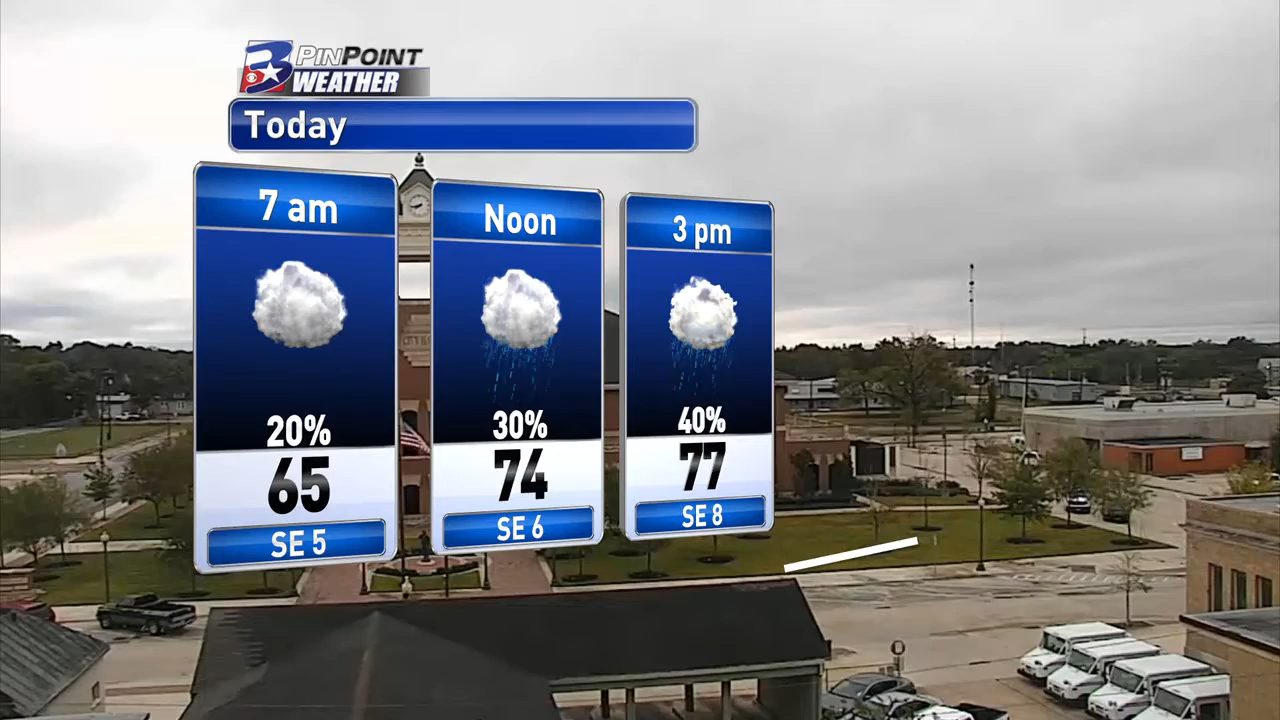 3 PINPOINT
WEATHER
Today
7 am
20%
65
SE 5
Noon
30%
74
SE 6
3 pm
40%
77
SE 8